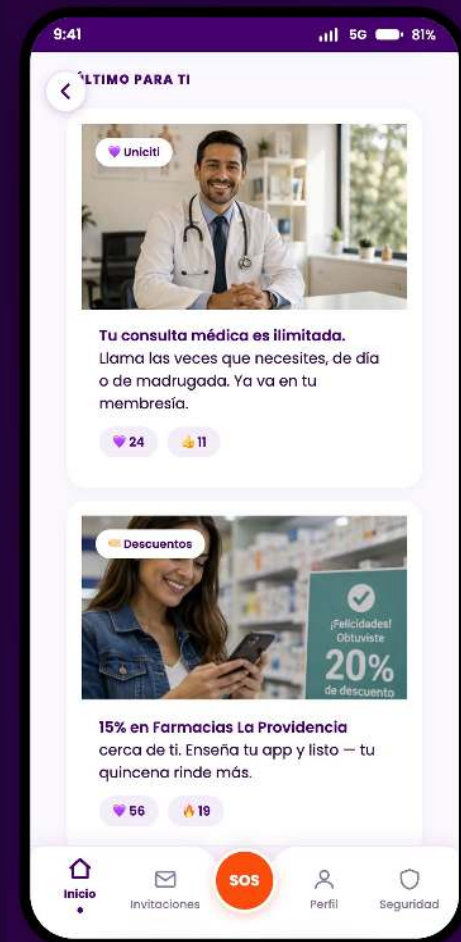 9:41
5G
81%
ÚLTIMO PARA TI
Uniciti
Tu consulta médica es ilimitada.
Llama las veces que necesites, de día
o de madrugada. Ya va en tu
membresía.
24
11
Descuentos
¡Felicidades!
Obtuviste
20%
de descuento
15% en Farmacias La Providencia
cerca de ti. Enseña tu app y listo — tu
quincena rinde más.
56
19
Inicio
Invitaciones
SOS
Perfil
Seguridad